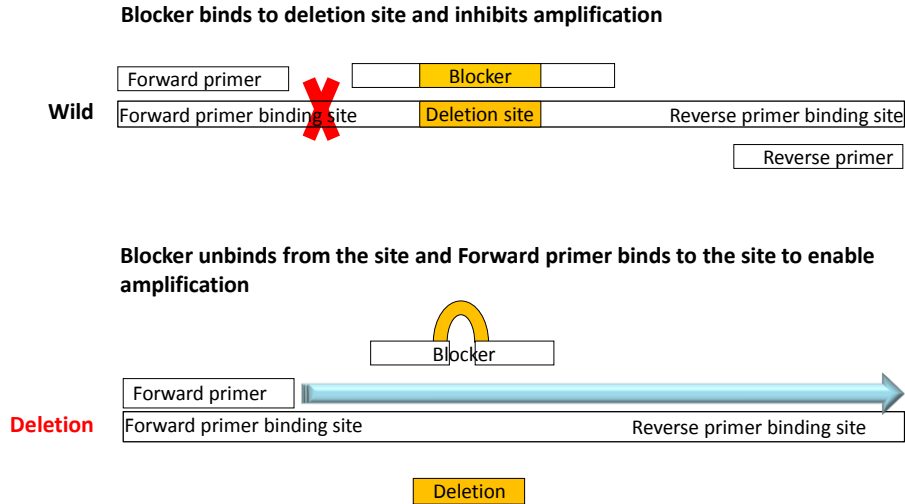 Blocker binds to deletion site and inhibits amplification
Forward primer
Blocker
Wild
Forward primer binding site
Deletion site
Reverse primer binding site
Reverse primer
Blocker unbinds from the site and Forward primer binds to the site to enable
amplification
Blocker
Forward primer
Deletion
Forward primer binding site
Reverse primer binding site
Deletion